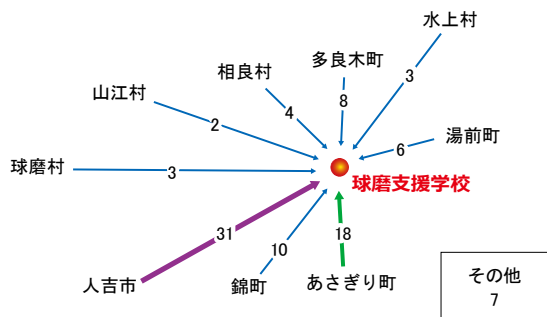 水上村
多良木町
相良村
山江村
3
8
4
2
湯前町
6
球磨村
3
球磨支援学校
31
18
10
その他
7
人吉市
錦町
あさぎり町